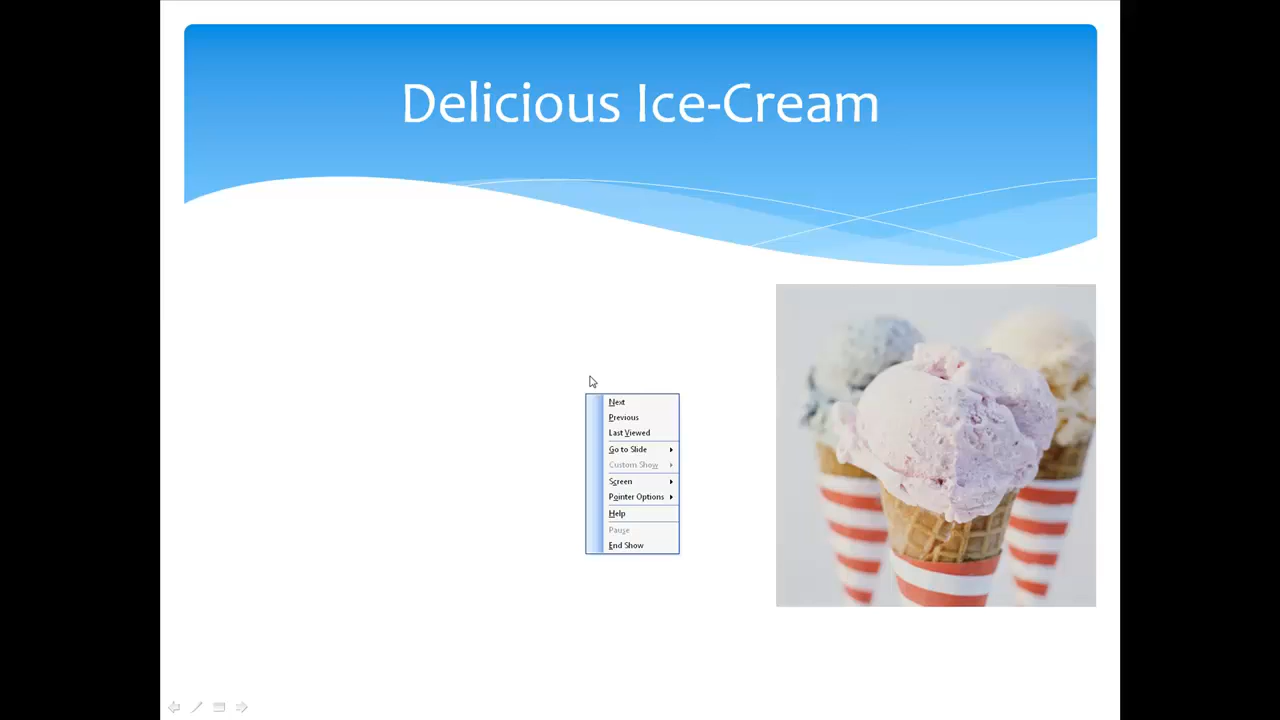 Delicious Ice-Cream
Next
Previous
Last Viewed
Go to Slide
Custom Show
Screen
Pointer Options
Help
Pause
End Show